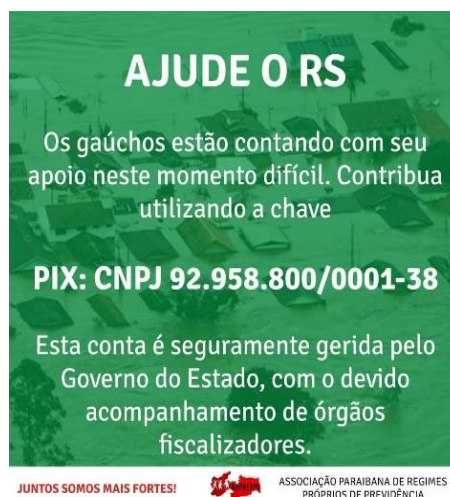 AJUDE O RS
Os gaúchos estão contando com seu
apoio neste momento difícil. Contribua
utilizando a chave
PIX: CNPJ 92.958.800/0001-38
Esta conta é seguramente gerida pelo
Governo do Estado, com o devido
acompanhamento de órgãos
fiscalizadores.
JUNTOS SOMOS MAIS FORTES!
ASSOCIAÇÃO PARAIBANA DE REGIMES
PRÓPRIOS DE PREVIDÊNCIA